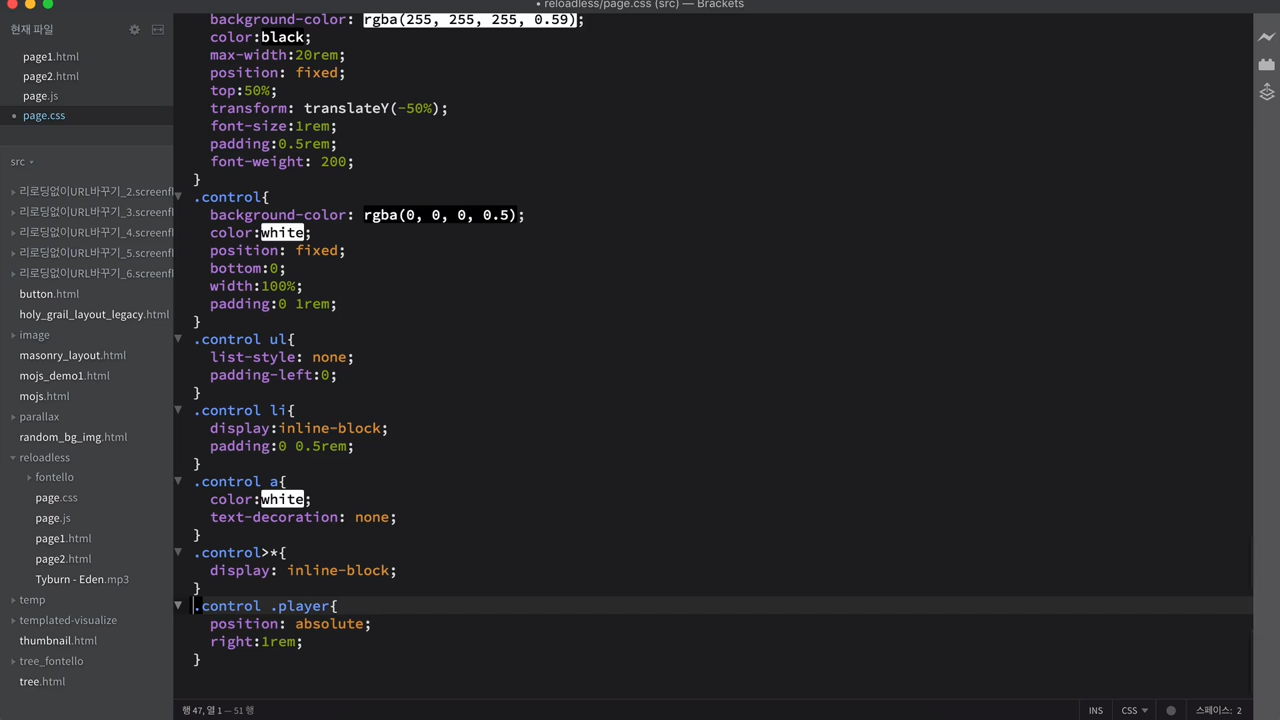 • reloadless/page.css (src) — Brackets
현재 파일
page1.html
page2.html
page.js
• page.css
src
리로딩없이URL바꾸기_2.screenfl
리로딩없이URL바꾸기_3.screenfl
리로딩없이URL바꾸기_4.screenfl
리로딩없이URL바꾸기_5.screenfl
리로딩없이URL바꾸기_6.screenfl
button.html
holy_grail_layout_legacy.html
image
masonry_layout.html
mojs_demo1.html
mojs.html
parallax
random_bg_img.html
reloadless
fontello
page.css
page.js
page1.html
page2.html
Tyburn - Eden.mp3
temp
templated-visualize
thumbnail.html
tree_fontello
tree.html
background-color: rgba(255, 255, 255, 0.59);
color:black;
max-width:20rem;
position: fixed;
top:50%;
transform: translateY(-50%);
font-size:1rem;
padding:0.5rem;
font-weight: 200;
}
.control{
background-color: rgba(0, 0, 0, 0.5);
color:white;
position: fixed;
bottom:0;
width:100%;
padding:0 1rem;
}
.control ul{
list-style: none;
padding-left:0;
}
.control li{
display:inline-block;
padding:0 0.5rem;
}
.control a{
color:white;
text-decoration: none;
}
.control>*{
display: inline-block;
}
.control .player{
position: absolute;
right:1rem;
}
행 47, 열 1 — 51 행
INS
CSS
스페이스: 2